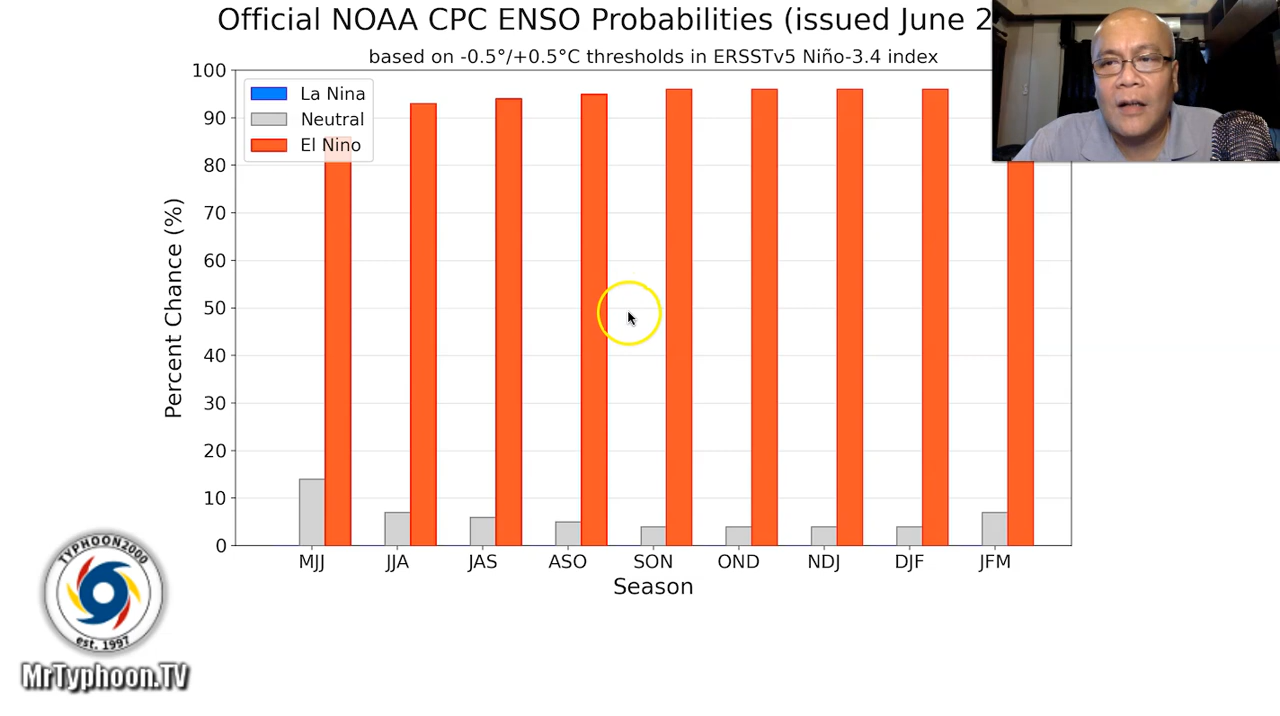 Official NOAA CPC ENSO Probabilities (issued June 2
based on -0.5°/+0.5°C thresholds in ERSSTv5 Niño-3.4 index
La Nina
Neutral
El Nino
Percent Chance (%)
100
90
80
70
60
50
40
30
20
10
0
MJJ JJA JAS ASO SON OND NDJ DJF JFM
Season
TYPHOON2000
est. 1997
MrTyphoon.TV